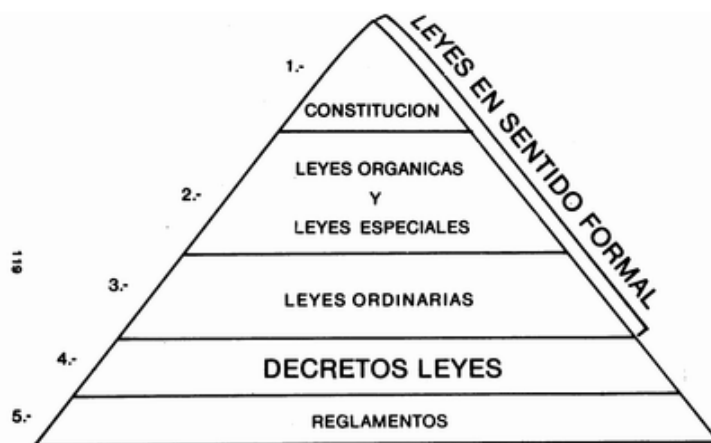 LEYES EN SENTIDO FORMAL
1.-
CONSTITUCION
2.-
LEYES ORGANICAS
Y
LEYES ESPECIALES
119
3.-
LEYES ORDINARIAS
4.-
DECRETOS LEYES
5.-
REGLAMENTOS